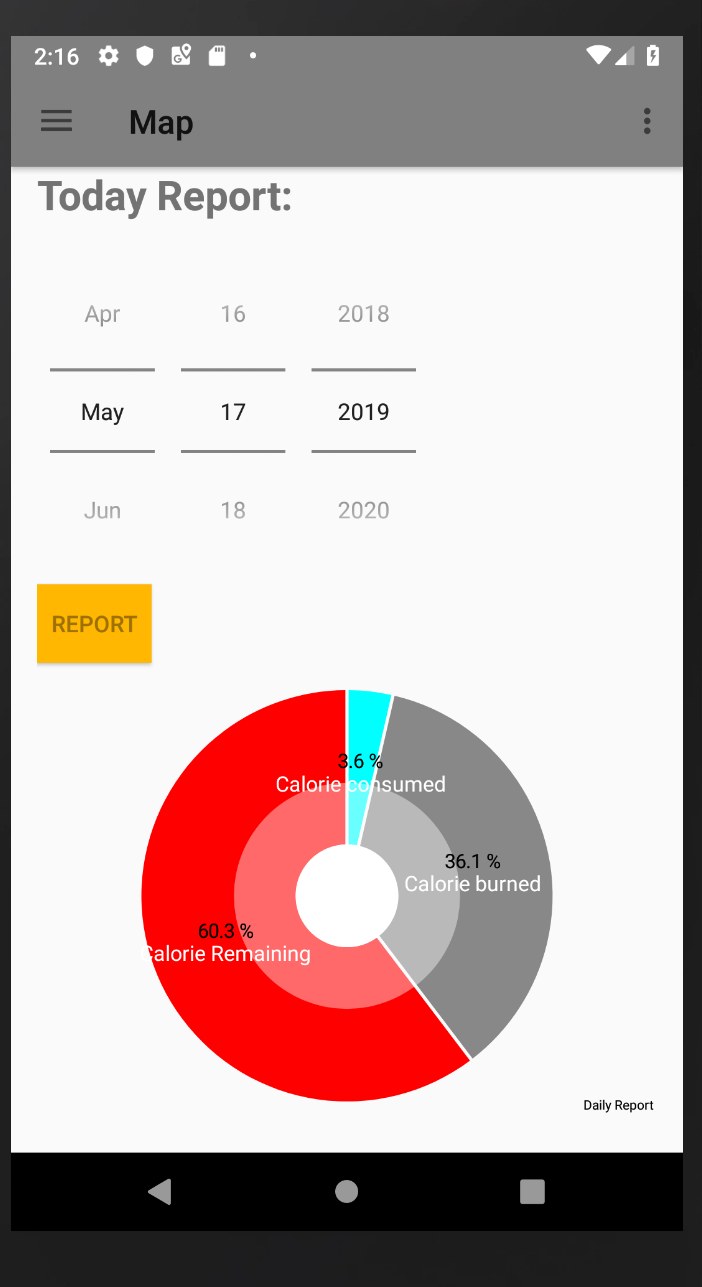 2:16
Map
Today Report:
Apr 16 2018
May 17 2019
Jun 18 2020
REPORT
3.6 %
Calorie consumed
36.1 %
Calorie burned
60.3 %
Calorie Remaining
Daily Report